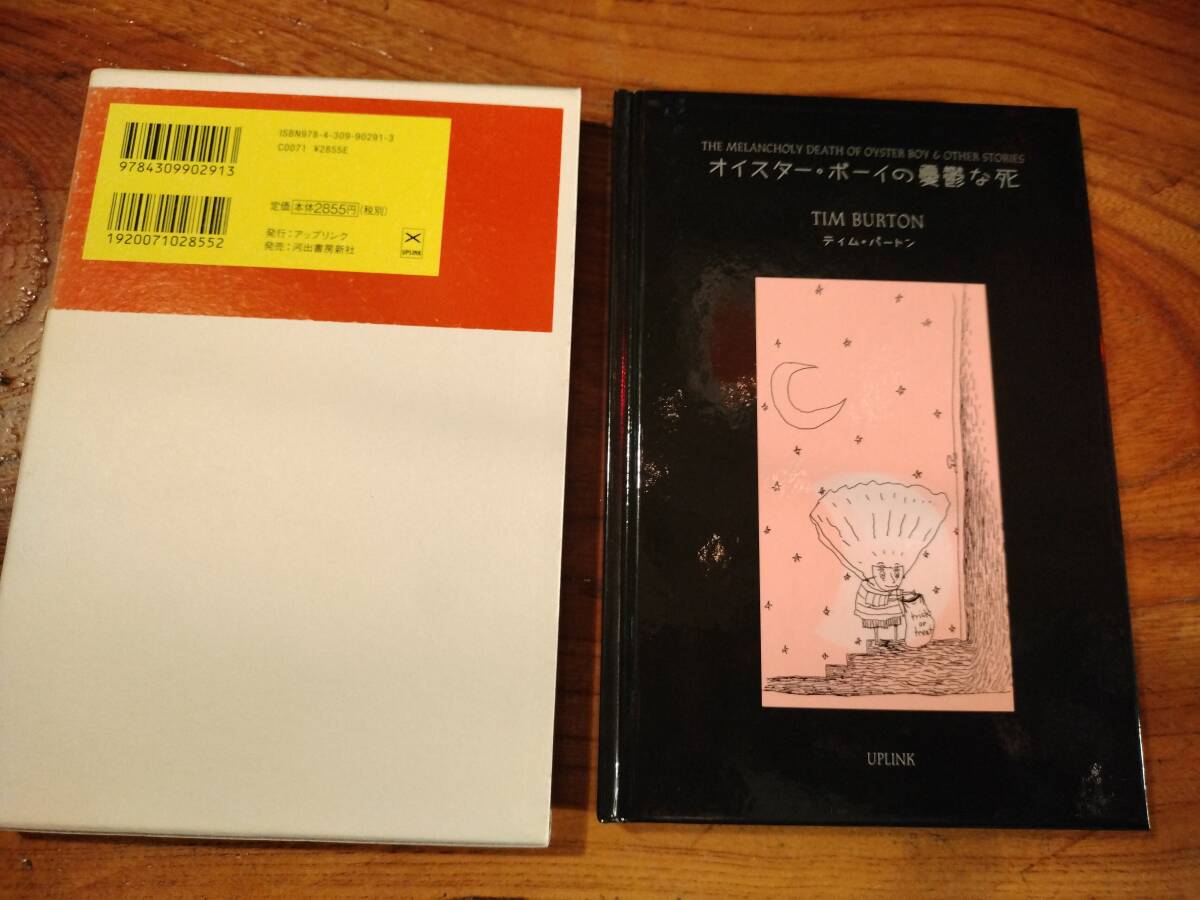 ISBN978-4-309-90291-3
C0071 ¥2855E
9784309902913
定価 本体2855円 (税別)
1920071028552
発行:アップリンク
発売:河出書房新社
UPLINK
THE MELANCHOLY DEATH OF OYSTER BOY & OTHER STORIES
オイスター・ボーイの憂鬱な死
TIM BURTON
ティム・バートン
trick
or
treat
UPLINK